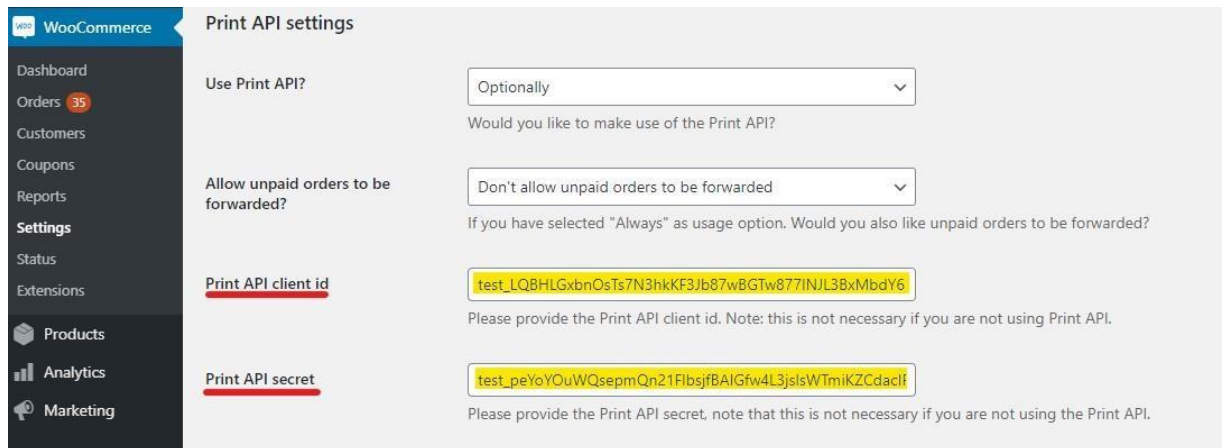 WooCommerce
Dashboard
Orders 35
Customers
Coupons
Reports
Settings
Status
Extensions
Products
Analytics
Marketing
Print API settings
Use Print API?
Optionally
Would you like to make use of the Print API?
Allow unpaid orders to be
forwarded?
Don't allow unpaid orders to be forwarded
If you have selected "Always" as usage option. Would you also like unpaid orders to be forwarded?
Print API client id
Please provide the Print API client id. Note: this is not necessary if you are not using Print API.
Print API secret
Please provide the Print API secret, note that this is not necessary if you are not using the Print API.